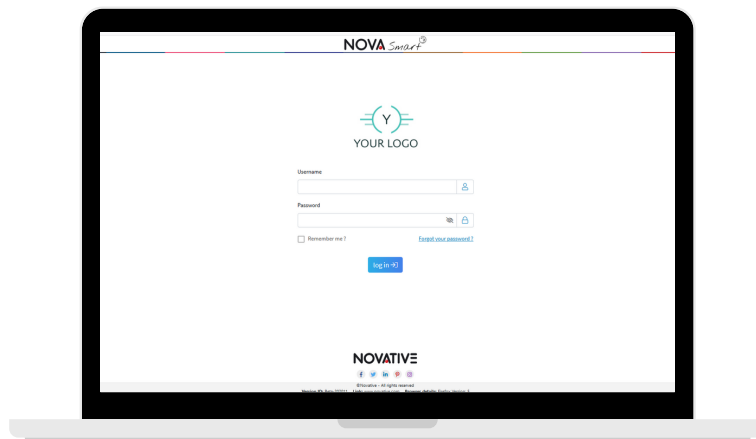 NOVA Smart
Y
YOUR LOGO
Username
Password
Remember me ?
Forgot your password ?
log in
NOVATIVE
©Novative - All rights reserved